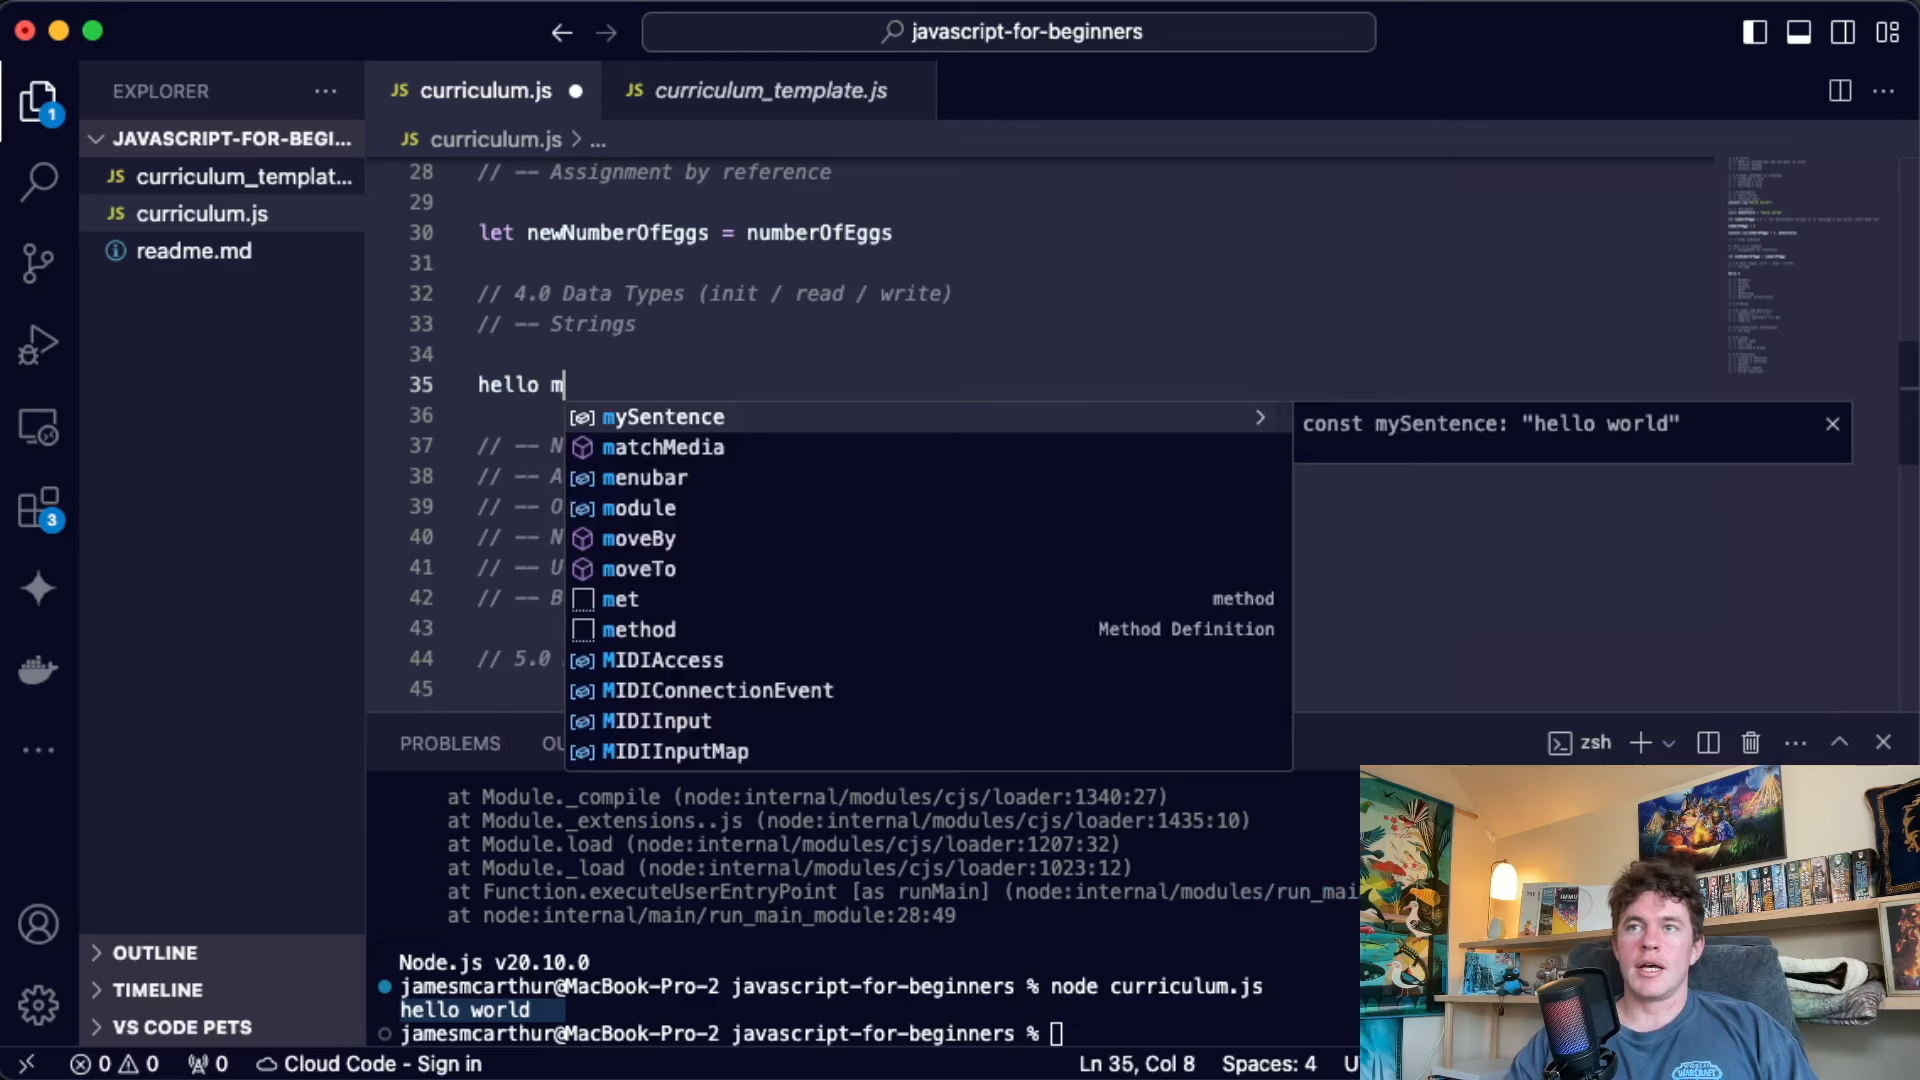 javascript-for-beginners
EXPLORER
JS curriculum.js
JS curriculum_template.js
JAVASCRIPT-FOR-BEGI...
JS curriculum.js > ...
JS curriculum_templat...
JS curriculum.js
readme.md
1
3
28 // –– Assignment by reference
29
30 let newNumberOfEggs = numberOfEggs
31
32 // 4.0 Data Types (init / read / write)
33 // –– Strings
34
35 hello m
36
37 // –– N
38 // –– A
39 // –– O
40 // –– N
41 // –– U
42 // –– B
43
44 // 5.0
45
mySentence
matchMedia
menubar
module
moveBy
moveTo
met method
method Method Definition
MIDIAccess
MIDIConnectionEvent
MIDIInput
MIDIInputMap
const mySentence: "hello world"
PROBLEMS OU
zsh
at Module._compile (node:internal/modules/cjs/loader:1340:27)
at Module._extensions..js (node:internal/modules/cjs/loader:1435:10)
at Module.load (node:internal/modules/cjs/loader:1207:32)
at Module._load (node:internal/modules/cjs/loader:1023:12)
at Function.executeUserEntryPoint [as runMain] (node:internal/modules/run_mai
at node:internal/main/run_main_module:28:49
Node.js v20.10.0
jamesmcarthur@MacBook-Pro-2 javascript-for-beginners % node curriculum.js
hello world
jamesmcarthur@MacBook-Pro-2 javascript-for-beginners %
OUTLINE
TIMELINE
VS CODE PETS
0 0 0 Cloud Code - Sign in
Ln 35, Col 8 Spaces: 4 U